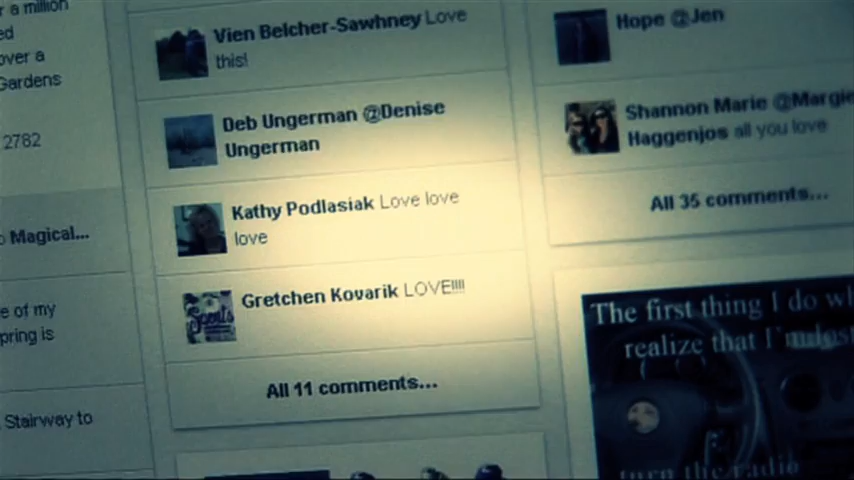 r a million
ed
over a
Gardens
2782
Magical...
e of my
pring is
Stairway to
Vien Belcher-Sawhney Love
this!
Deb Ungerman @Denise
Ungerman
Kathy Podlasiak Love love
love
Gretchen Kovarik LOVE!!!!
All 11 comments...
Hope @Jen
Shannon Marie @Margie
Haggenjos all you love
All 35 comments...
The first thing I do wh
realize that I'm lost
turn the radio